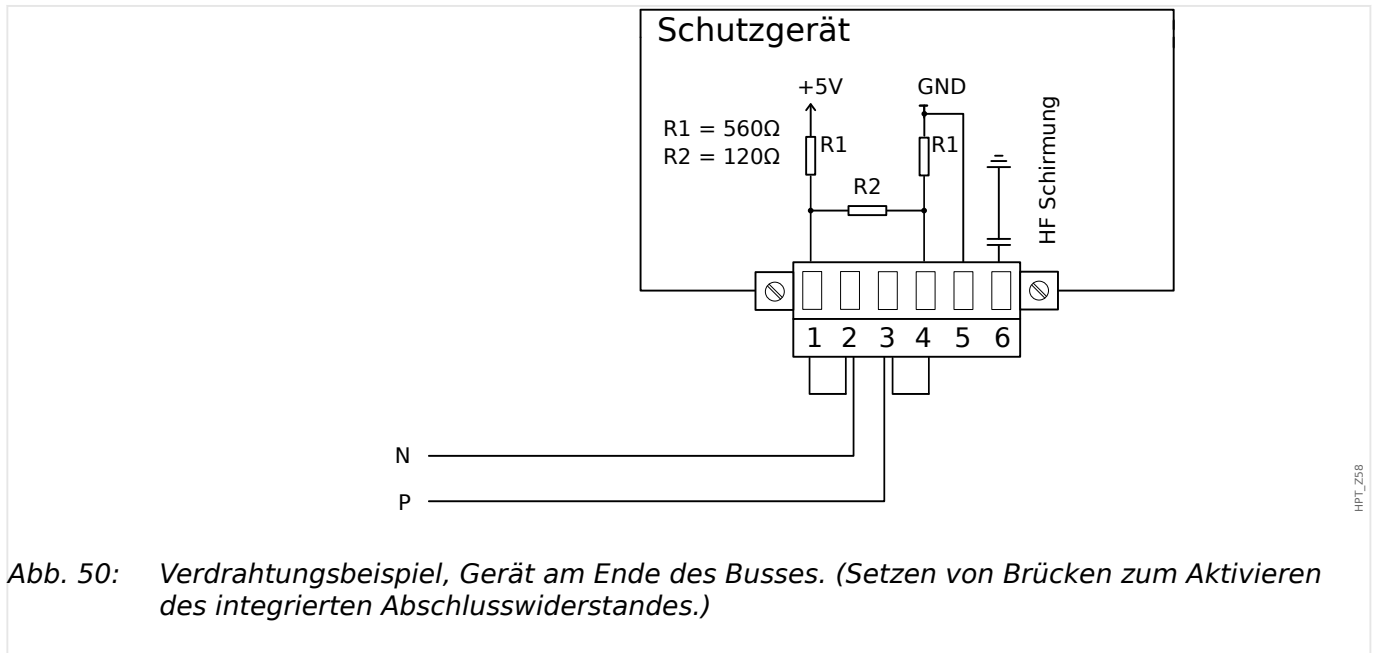 Schutzgerät
+5V
GND
R1 = 560Ω
R2 = 120Ω
R1
R1
R2
HF Schirmung
1 2 3 4 5 6
N
P
HPT_Z58
Abb. 50: Verdrahtungsbeispiel, Gerät am Ende des Busses. (Setzen von Brücken zum Aktivieren
des integrierten Abschlusswiderstandes.)